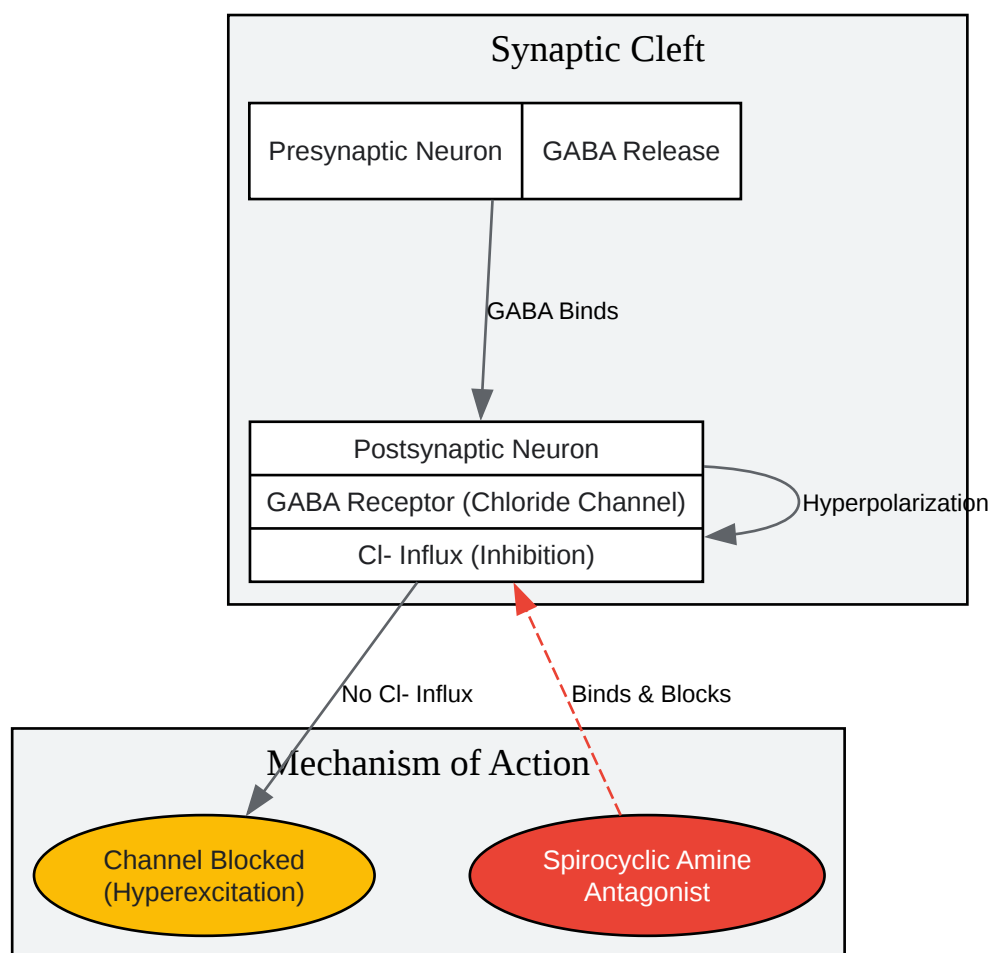 Synaptic Cleft
Presynaptic Neuron
GABA Release
GABA Binds
Postsynaptic Neuron
GABA Receptor (Chloride Channel)
Hyperpolarization
Cl- Influx (Inhibition)
No Cl- Influx
Binds & Blocks
Mechanism of Action
Channel Blocked
(Hyperexcitation)
Spirocyclic Amine
Antagonist